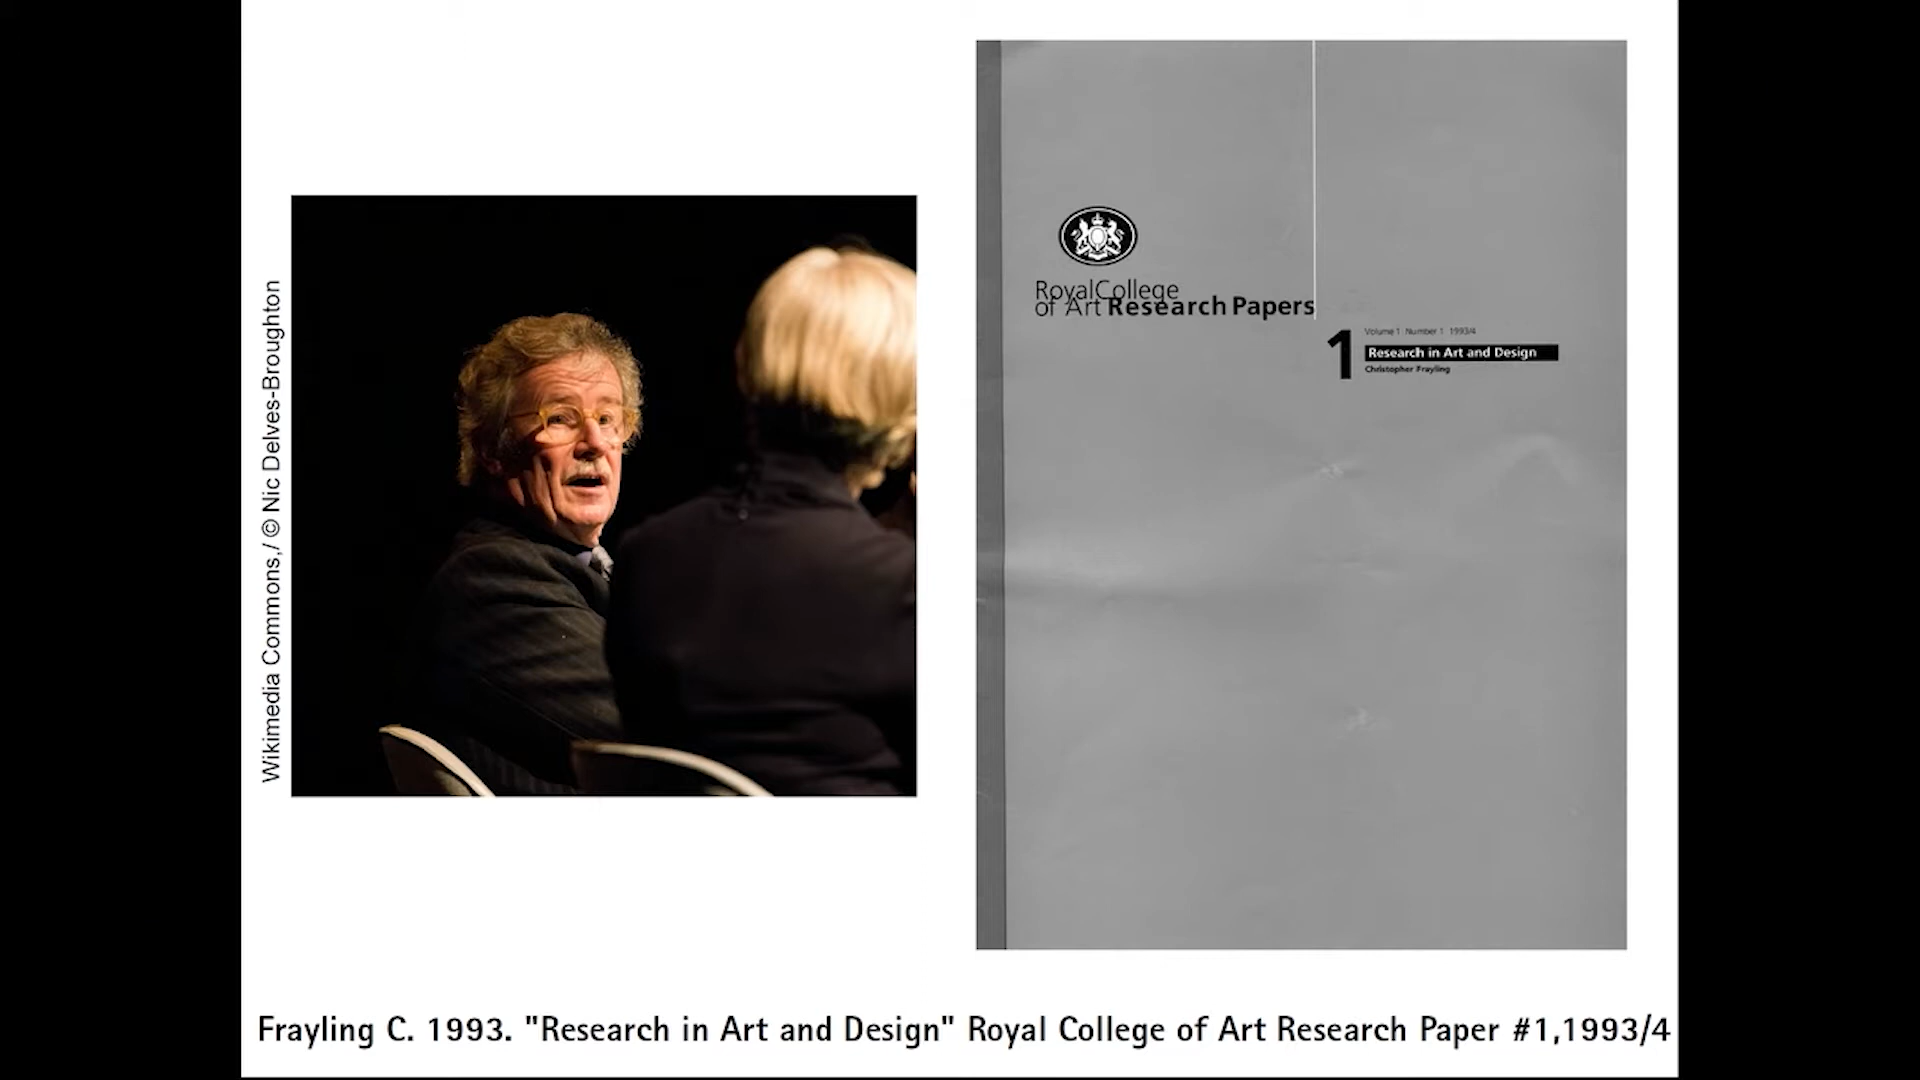 Wikimedia Commons,/ © Nic Delves-Broughton
RoyalCollege
of Art Research Papers
1
Volume 1 Number 1 1993/4
Research in Art and Design
Christopher Frayling
Frayling C. 1993. "Research in Art and Design" Royal College of Art Research Paper #1,1993/4